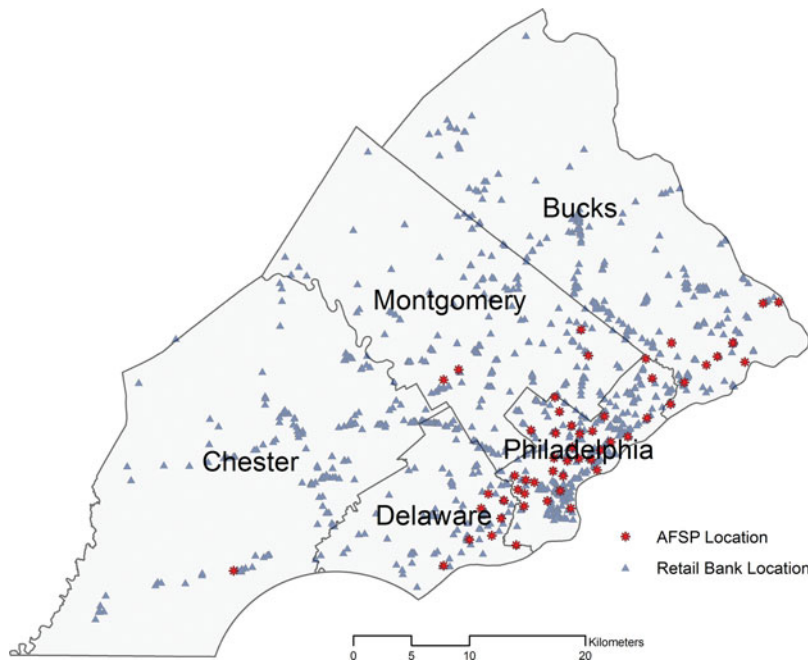 Bucks
Montgomery
Chester
Philadelphia
Delaware
AFSP Location
Retail Bank Location
Kilometers
0 5 10 20